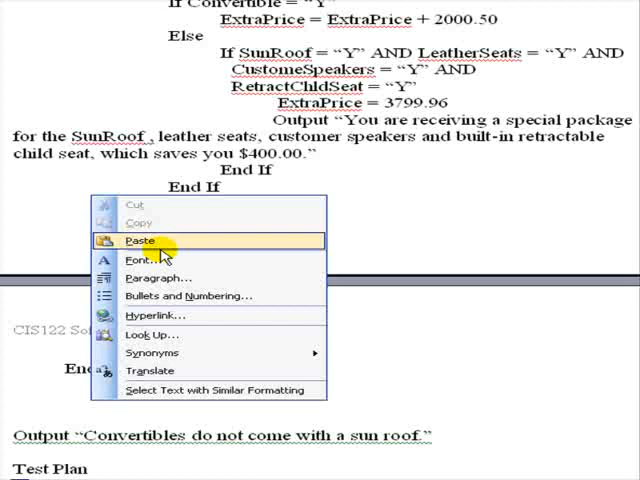 If Convertible = “Y”
ExtraPrice = ExtraPrice + 2000.50
Else
If SunRoof = “Y” AND LeatherSeats = “Y” AND
CustomeSpeakers = “Y” AND
RetractChldSeat = “Y”
ExtraPrice = 3799.96
Output “You are receiving a special package
for the SunRoof , leather seats, customer speakers and built-in retractable
child seat, which saves you $400.00.”
End If
End If
Cut
Copy
Paste
Font...
Paragraph...
Bullets and Numbering...
Hyperlink...
Look Up...
Synonyms
Translate
Select Text with Similar Formatting
CIS122
Output “Convertibles do not come with a sun roof.”
Test Plan